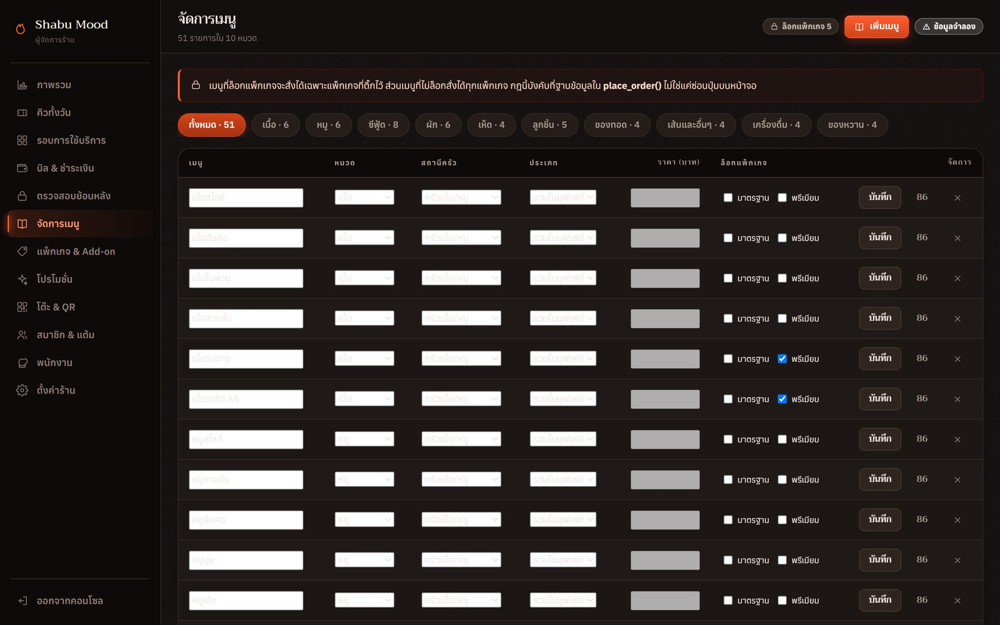 Shabu Mood
ผู้จัดการร้าน
ภาพรวม
คิวทั้งวัน
รอบการใช้บริการ
บิล & ชำระเงิน
ตรวจสอบย้อนหลัง
จัดการเมนู
แพ็กเกจ & Add-on
โปรโมชั่น
โต๊ะ & QR
สมาชิก & แต้ม
พนักงาน
ตั้งค่าร้าน
ออกจากคอนโซล
จัดการเมนู
51 รายการใน 10 หมวด
ล็อกแพ็กเกจ 5
เพิ่มเมนู
ข้อมูลจำลอง
เมนูที่ล็อกแพ็กเกจจะสั่งได้เฉพาะแพ็กเกจที่ติ๊กไว้ ส่วนเมนูที่ไม่ล็อกสั่งได้ทุกแพ็กเกจ กฎนี้บังคับที่ฐานข้อมูลใน place_order() ไม่ใช่แค่ซ่อนปุ่มบนหน้าจอ
ทั้งหมด · 51 เนื้อ · 6 หมู · 6 ซีฟู้ด · 8 ผัก · 6 เห็ด · 4 ลูกชิ้น · 5 ของทอด · 4 เส้นและอื่นๆ · 4 เครื่องดื่ม · 4 ของหวาน · 4
เมนู หมวด สถานีครัว ประเภท ราคา (บาท) ล็อกแพ็กเกจ จัดการ
เนื้อสไลด์ เนื้อ ครัวเนื้อ/หมู รวมในบุฟเฟต์ มาตรฐาน พรีเมียม บันทึก 86
เนื้อสันคอ เนื้อ ครัวเนื้อ/หมู รวมในบุฟเฟต์ มาตรฐาน พรีเมียม บันทึก 86
เนื้อใบพาย เนื้อ ครัวเนื้อ/หมู รวมในบุฟเฟต์ มาตรฐาน พรีเมียม บันทึก 86
เนื้อสามชั้น เนื้อ ครัวเนื้อ/หมู รวมในบุฟเฟต์ มาตรฐาน พรีเมียม บันทึก 86
เนื้อริบอาย เนื้อ ครัวเนื้อ/หมู รวมในบุฟเฟต์ มาตรฐาน พรีเมียม บันทึก 86
เนื้อวากิว A5 เนื้อ ครัวเนื้อ/หมู รวมในบุฟเฟต์ มาตรฐาน พรีเมียม บันทึก 86
หมูสไลด์ หมู ครัวเนื้อ/หมู รวมในบุฟเฟต์ มาตรฐาน พรีเมียม บันทึก 86
หมูสามชั้น หมู ครัวเนื้อ/หมู รวมในบุฟเฟต์ มาตรฐาน พรีเมียม บันทึก 86
หมูสันคอ หมู ครัวเนื้อ/หมู รวมในบุฟเฟต์ มาตรฐาน พรีเมียม บันทึก 86
หมูนุ่ม หมู ครัวเนื้อ/หมู รวมในบุฟเฟต์ มาตรฐาน พรีเมียม บันทึก 86
หมูเด้ง หมู ครัวเนื้อ/หมู รวมในบุฟเฟต์ มาตรฐาน พรีเมียม บันทึก 86